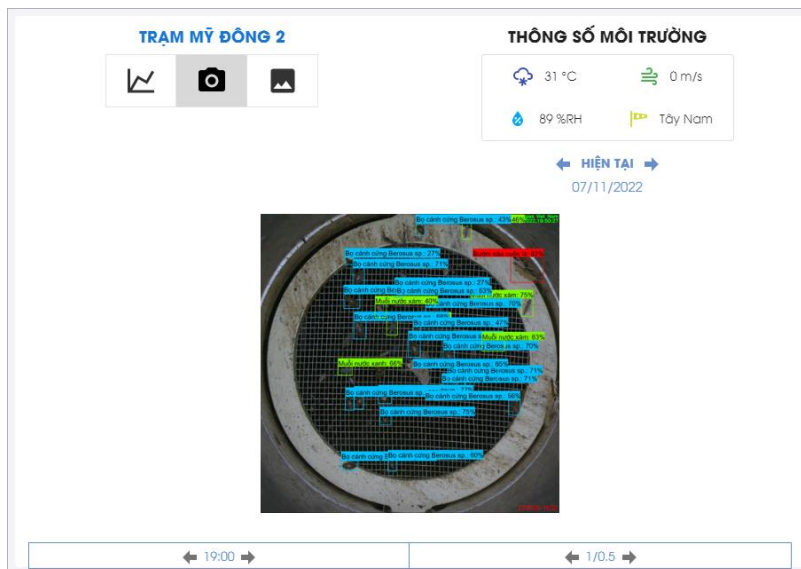 TRẠM MỸ ĐÔNG 2
THÔNG SỐ MÔI TRƯỜNG
31 °C
0 m/s
89 %RH
Tây Nam
HIỆN TẠI
07/11/2022
Bọ cánh cứng Berosus sp.: 43%
Bọ cánh cứng Berosus sp.: 27%
Bọ cánh cứng Berosus sp.: 71%
Bọ cánh cứng Berosus sp.: 27%
Bọ cánh cứng Berosus sp.: 63%
nước xám: 75%
Muỗi nước xám: 40%
cánh cứng Berosus sp.: 70%
Bọ cánh cứng Berosus sp.: 47%
Bọ cánh cứng Berosus
Muỗi nước xám: 63%
Bọ cánh cứng Berosus sp.: 70%
Muỗi nước xanh: 66%
Bọ cánh cứng Berosus sp.: 65%
Bọ cánh cứng Berosus sp.: 71%
Bọ cánh cứng Berosus sp.: 71%
Bọ cánh cứng Berosus sp.: 56%
Bọ cánh cứng Berosus sp.: 75%
Bọ cánh cứng Berosus sp.: 60%
19:00
1/0.5